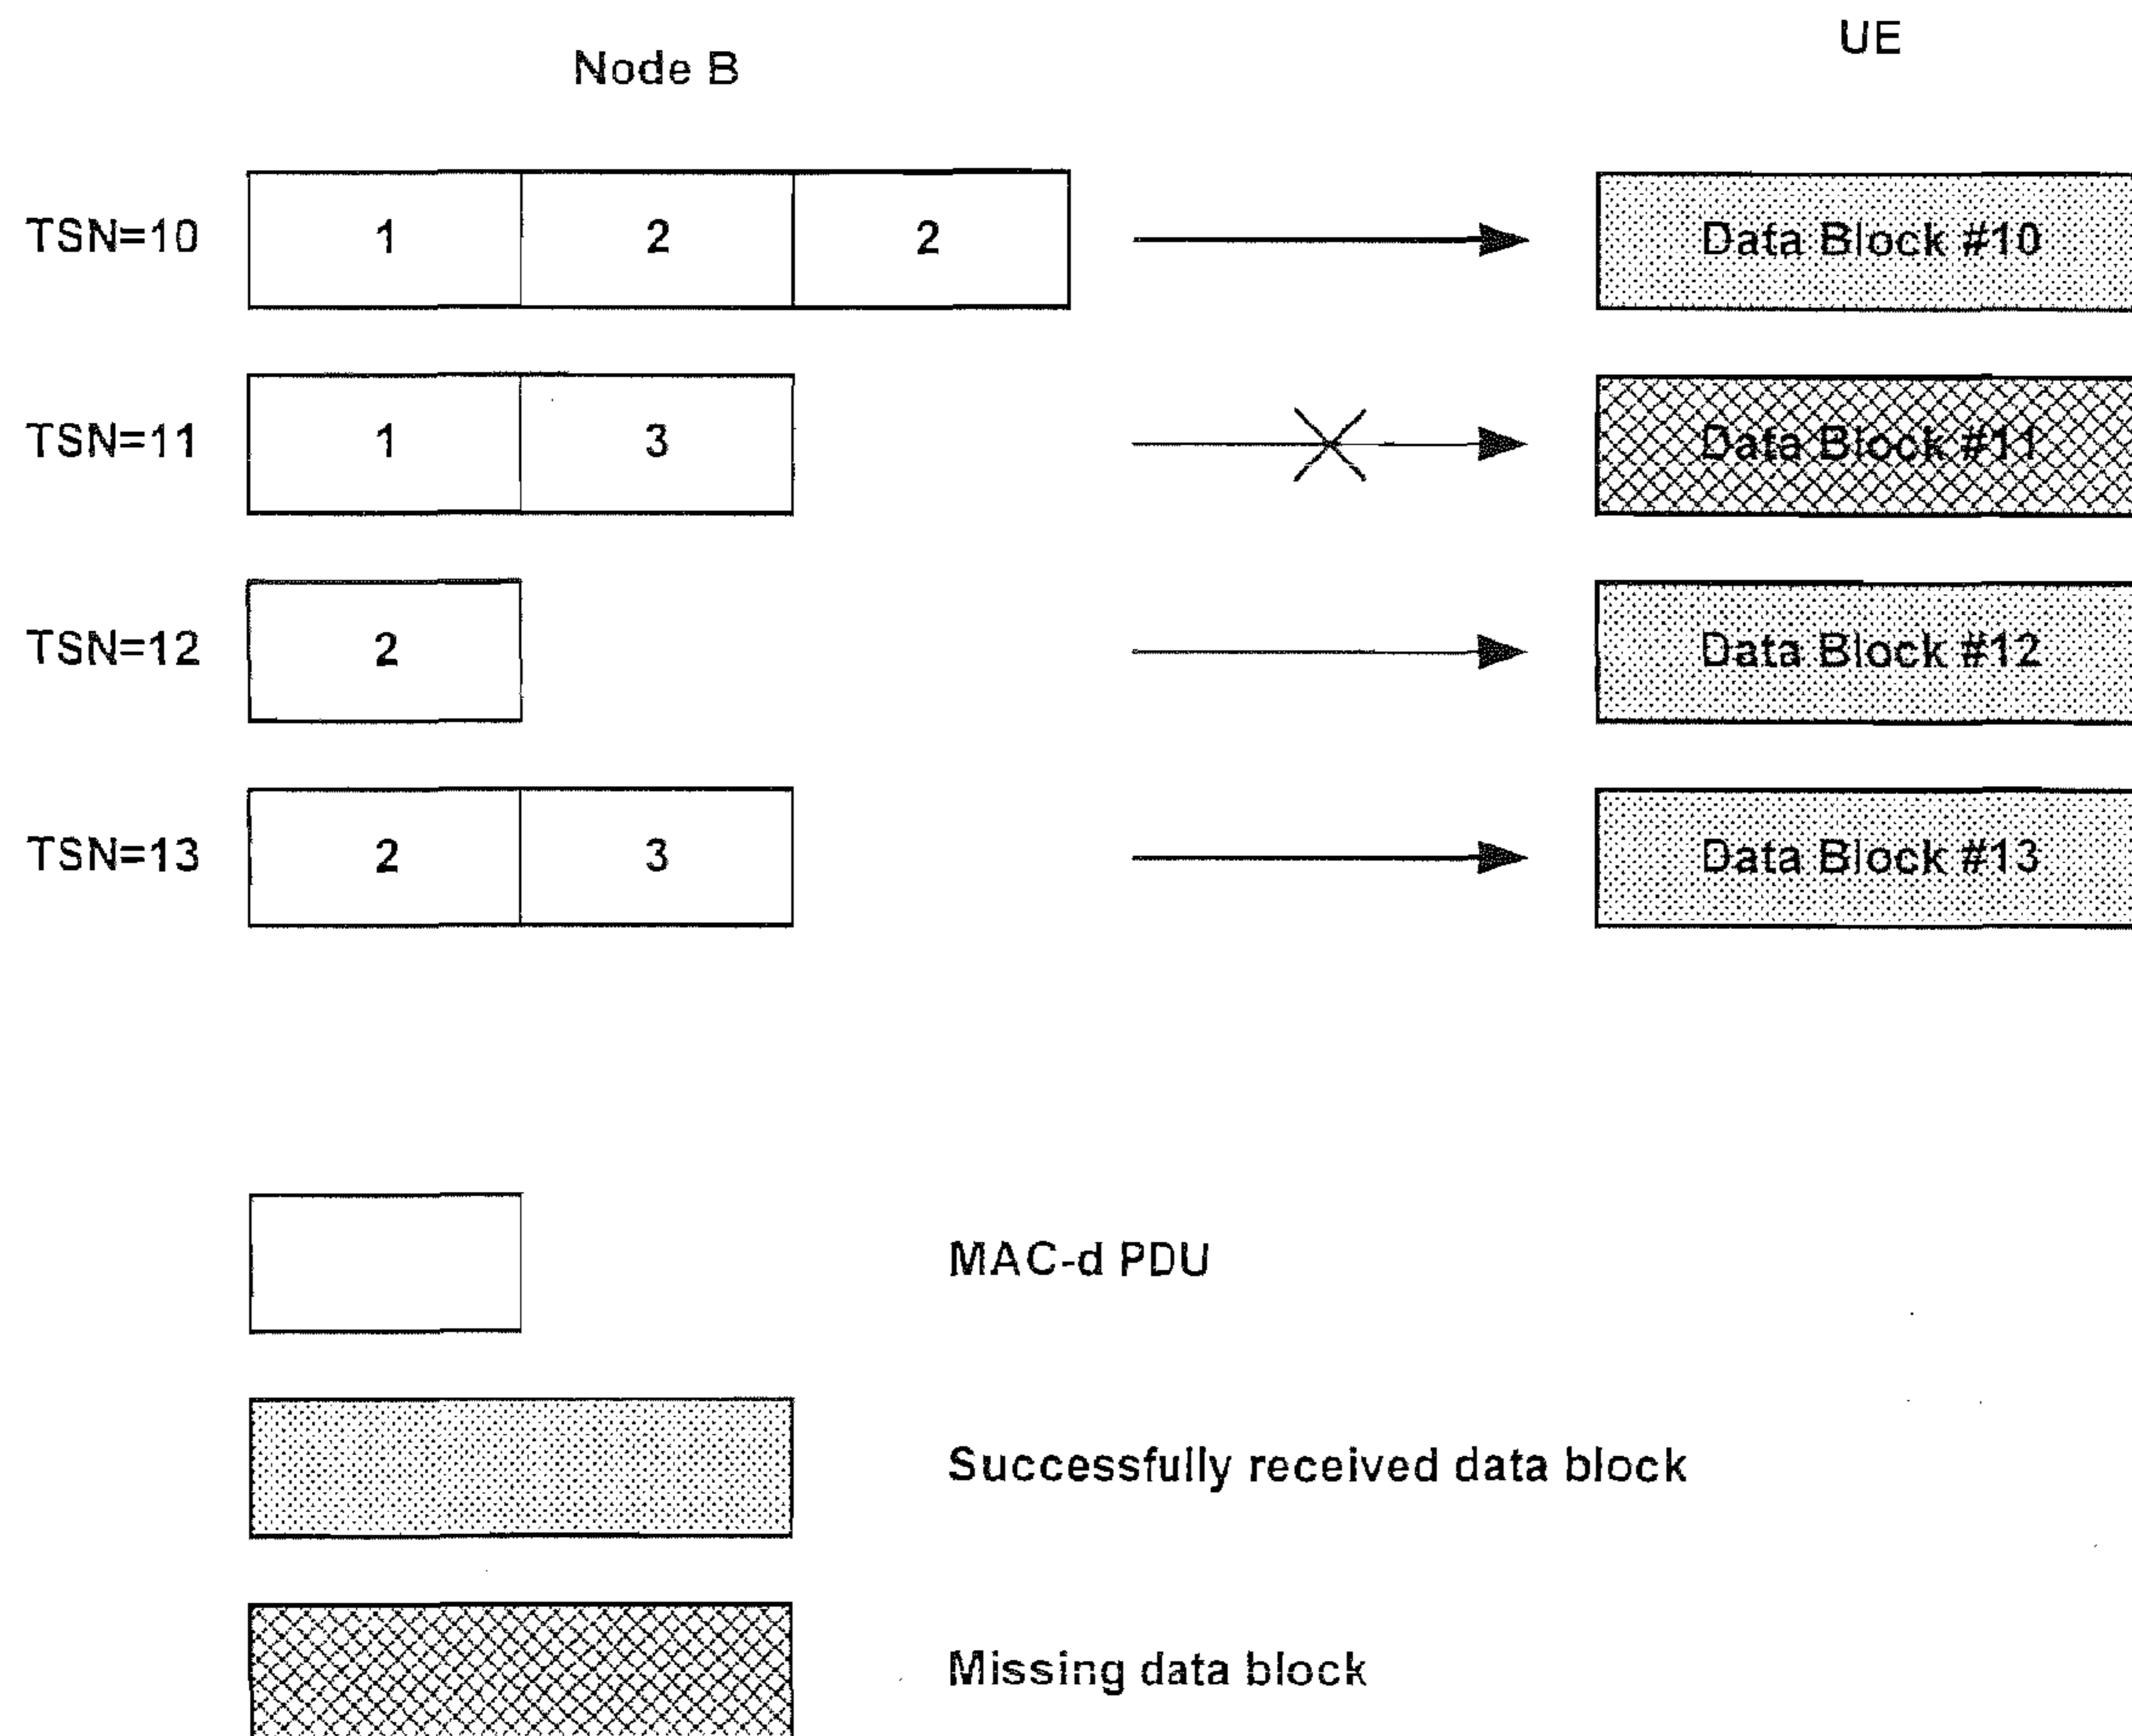 Node B
UE
TSN=10
1 2 2
Data Block #10
TSN=11
1 3
Data Block #11
TSN=12
2
Data Block #12
TSN=13
2 3
Data Block #13
MAC-d PDU
Successfully received data block
Missing data block